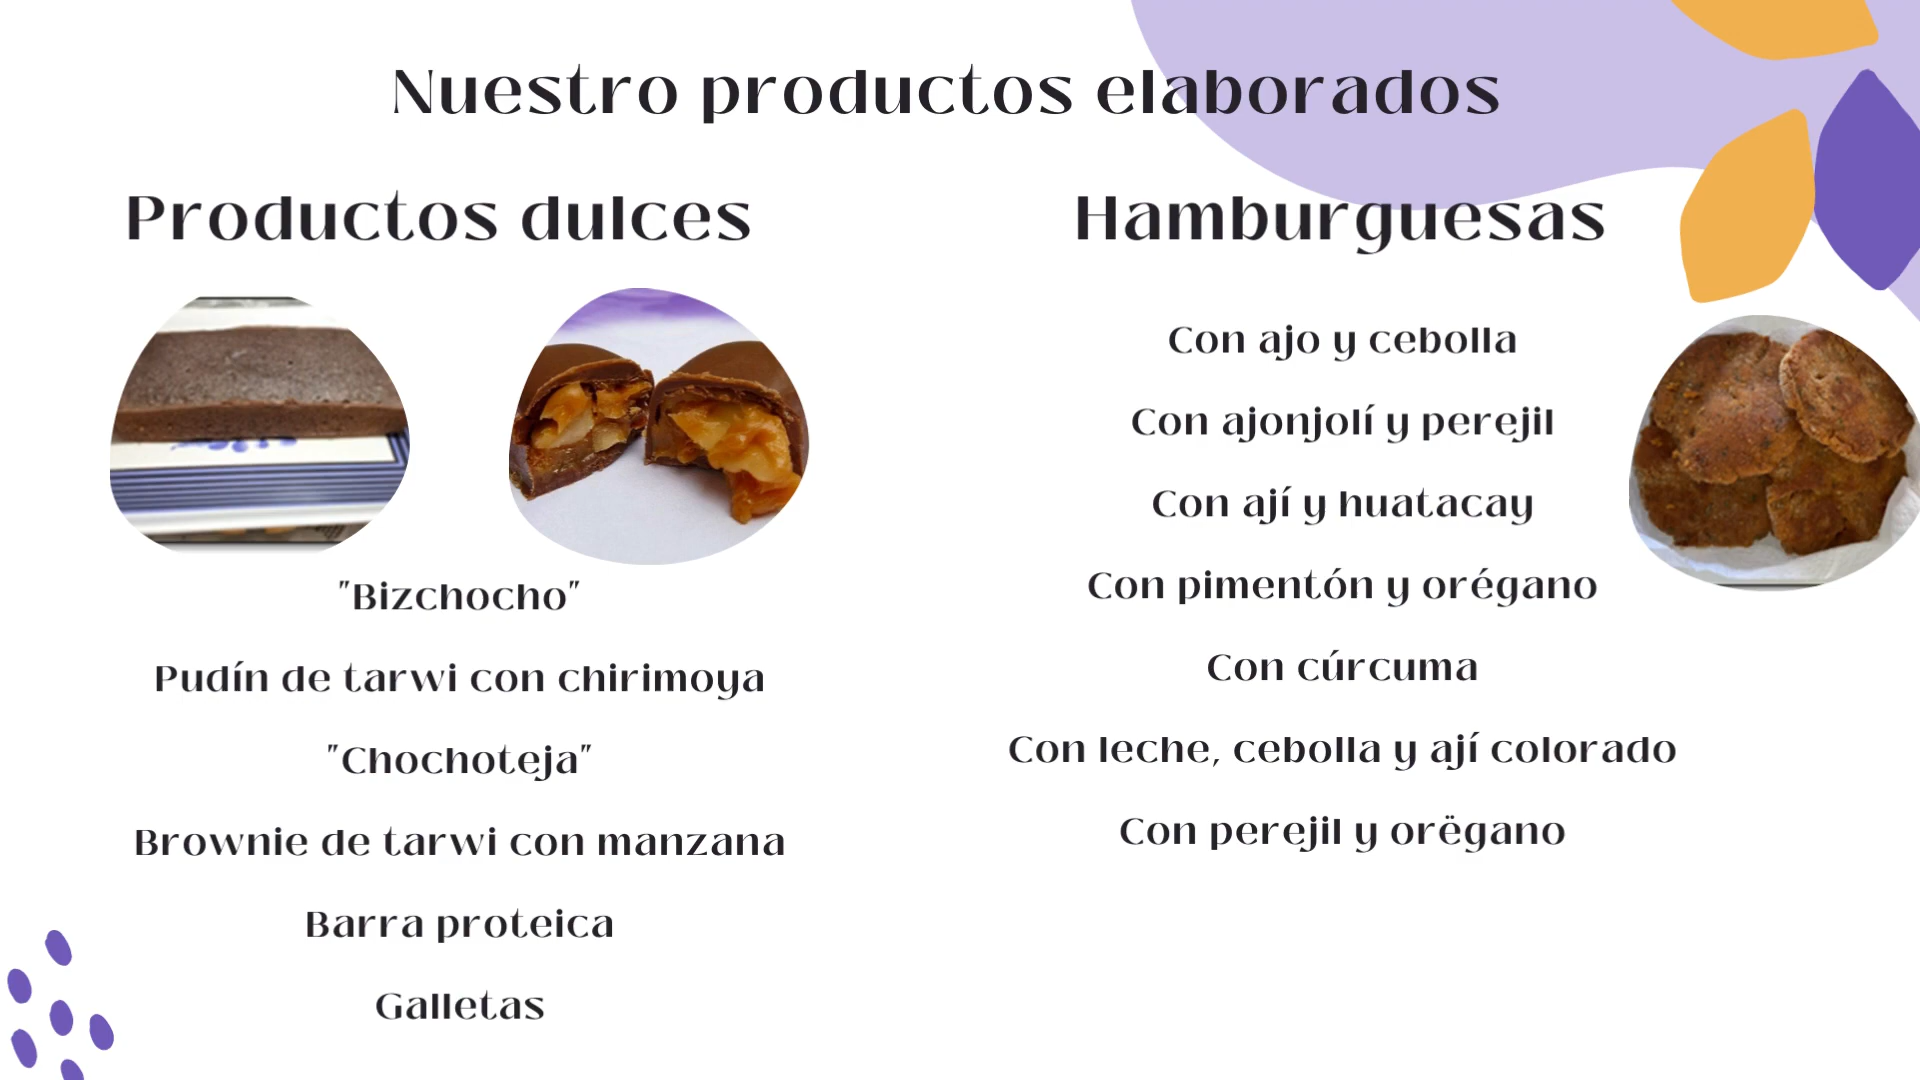 Nuestro productos elaborados
Productos dulces
"Bizchocho"
Pudín de tarwi con chirimoya
"Chochoteja"
Brownie de tarwi con manzana
Barra proteica
Galletas
Hamburguesas
Con ajo y cebolla
Con ajonjolí y perejil
Con ají y huatacay
Con pimentón y orégano
Con cúrcuma
Con leche, cebolla y ají colorado
Con perejil y orëgano